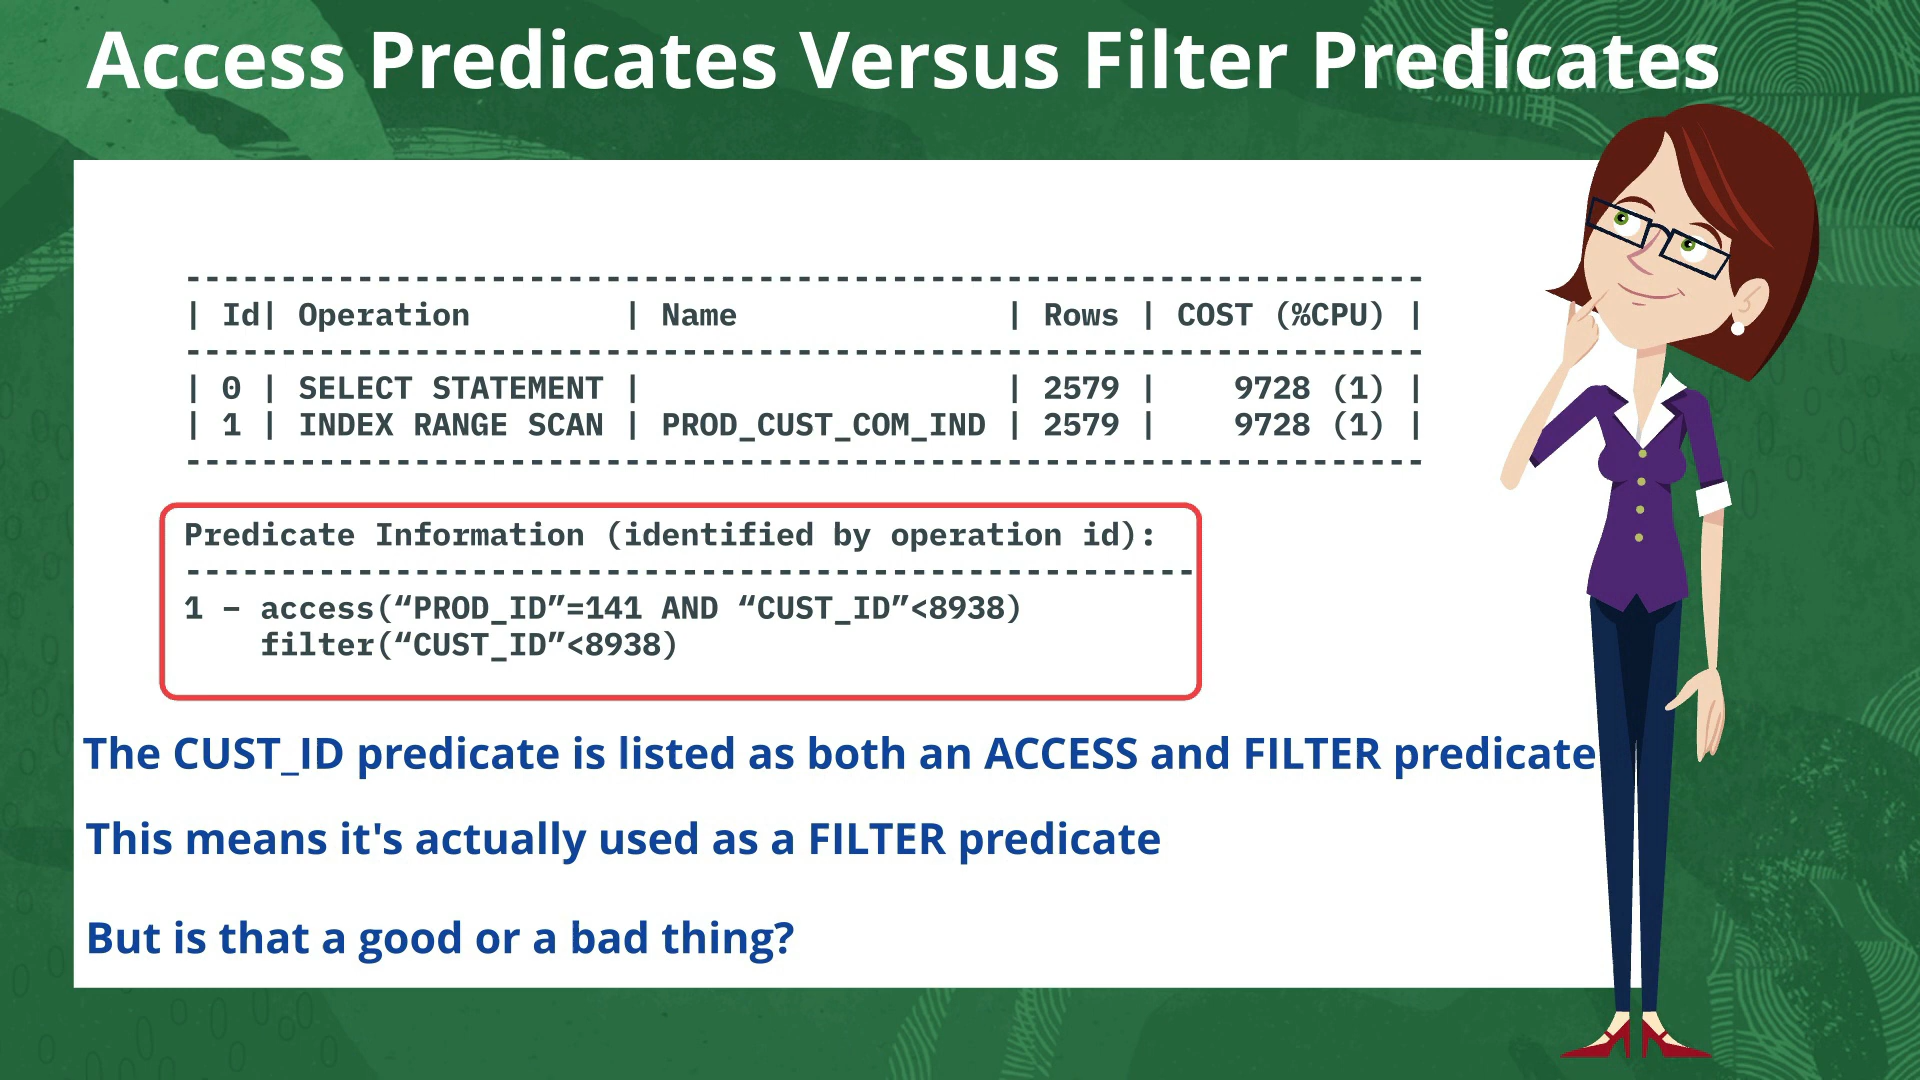 Access Predicates Versus Filter Predicates
-----------------------------------------------------------------
| Id| Operation        | Name              | Rows | COST (%CPU) |
-----------------------------------------------------------------
| 0 | SELECT STATEMENT |                   | 2579 |    9728 (1) |
| 1 | INDEX RANGE SCAN | PROD_CUST_COM_IND | 2579 |    9728 (1) |
-----------------------------------------------------------------
Predicate Information (identified by operation id):
-----------------------------------------------------
1 – access(“PROD_ID”=141 AND “CUST_ID”<8938)
    filter(“CUST_ID”<8938)
The CUST_ID predicate is listed as both an ACCESS and FILTER predicate
This means it's actually used as a FILTER predicate
But is that a good or a bad thing?